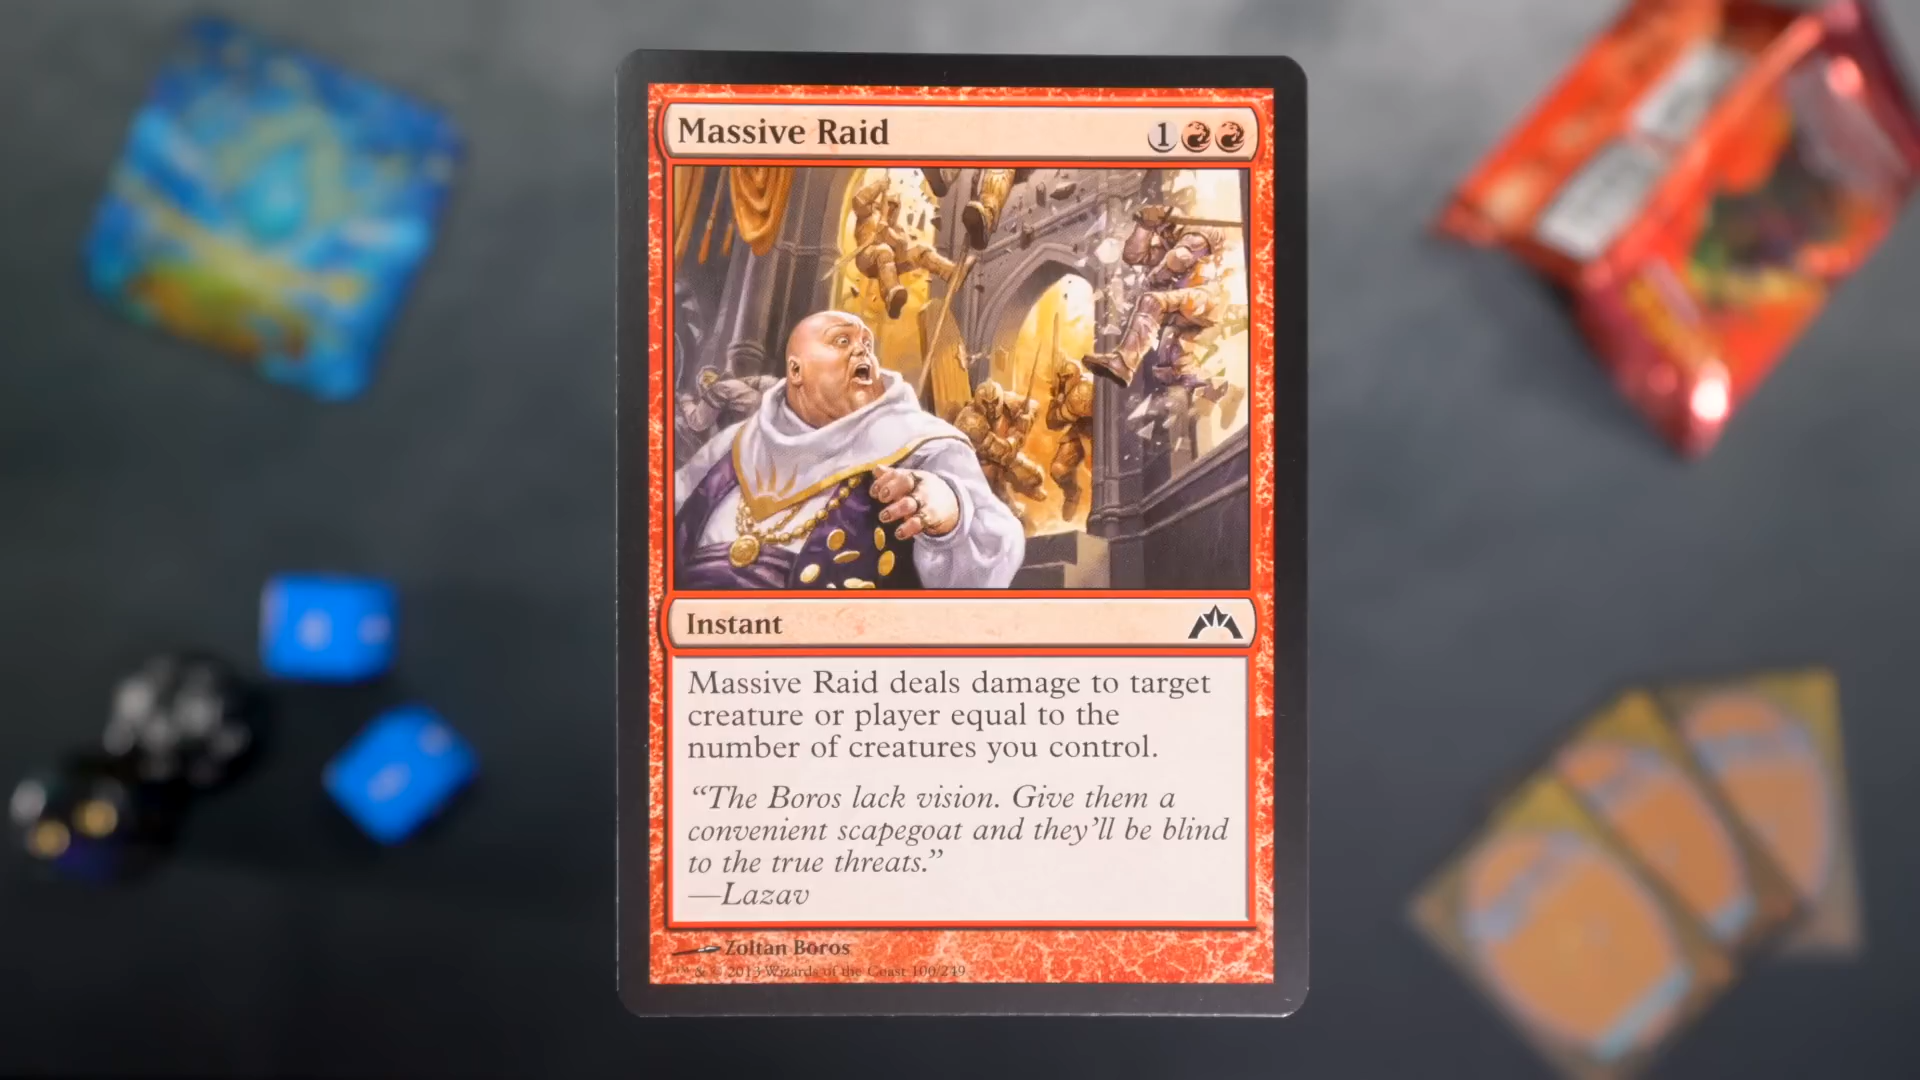 Massive Raid 1
Instant
Massive Raid deals damage to target
creature or player equal to the
number of creatures you control.
“The Boros lack vision. Give them a
convenient scapegoat and they’ll be blind
to the true threats.”
—Lazav
Zoltan Boros
™ & © 2013 Wizards of the Coast 100/249